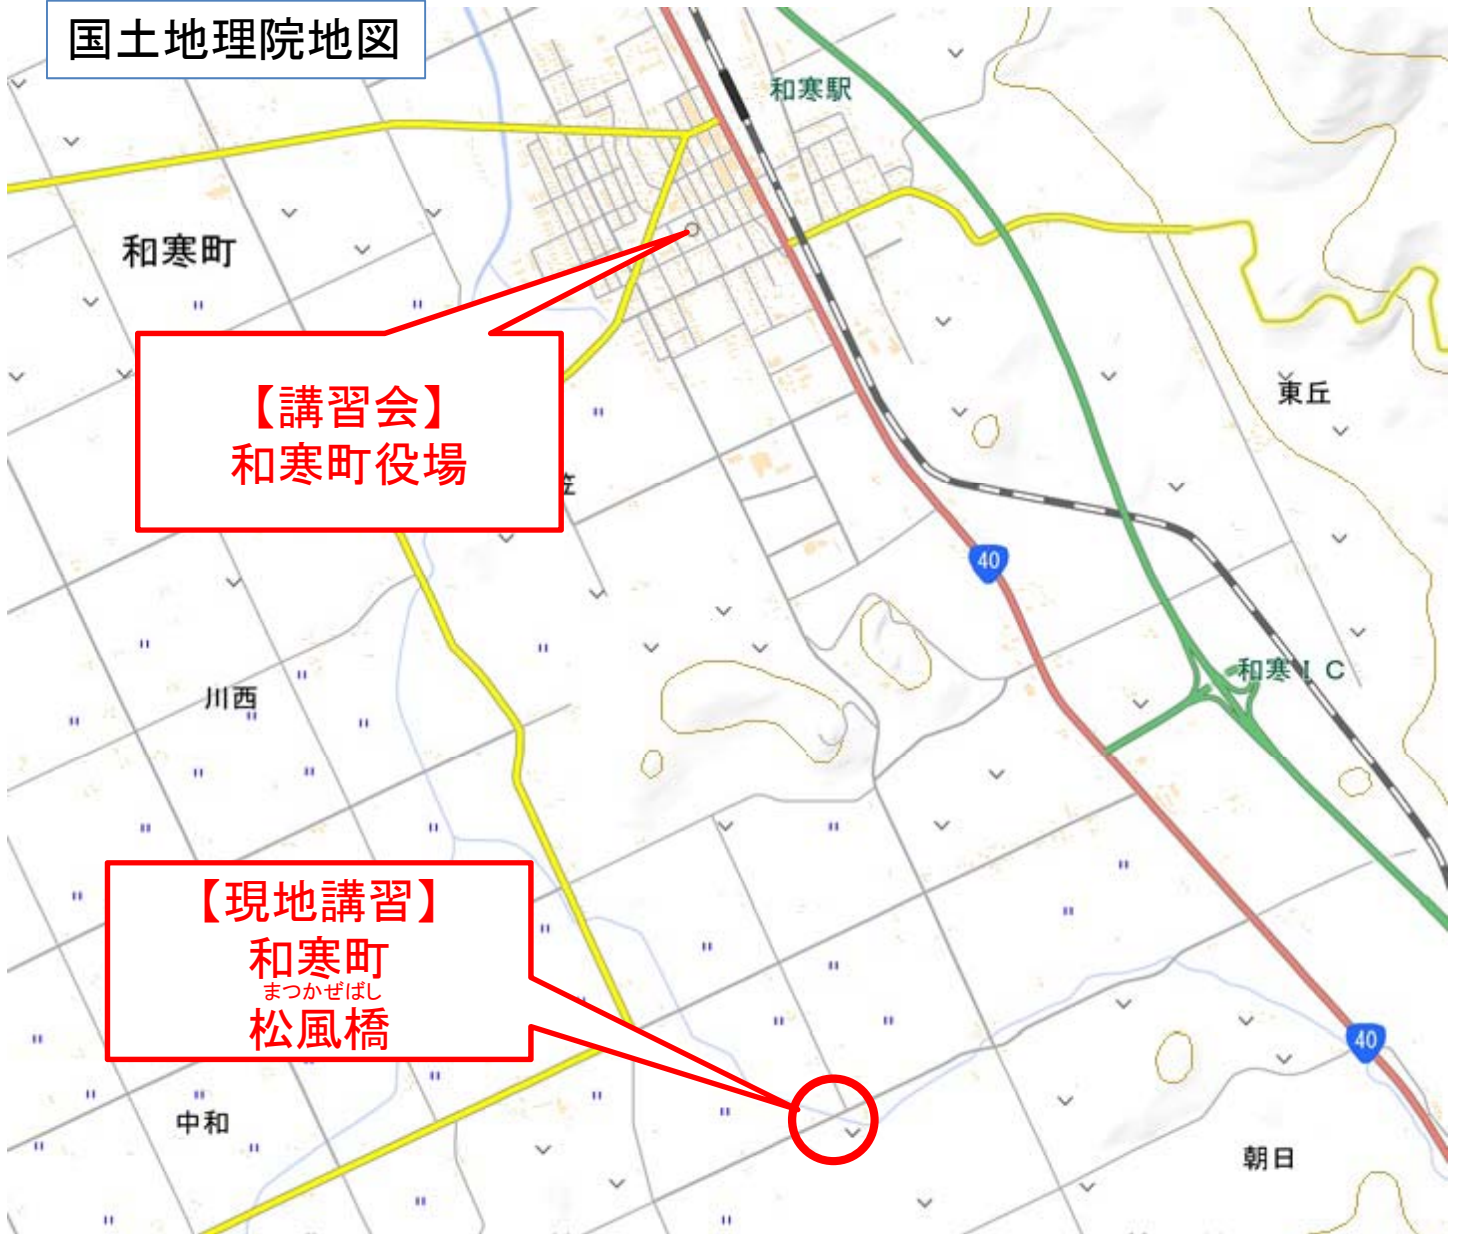 国土地理院地図
和寒駅
和寒町
東丘
【講習会】
和寒町役場
笠
40
和寒IC
川西
【現地講習】
和寒町
まつかぜばし
松風橋
40
中和
朝日